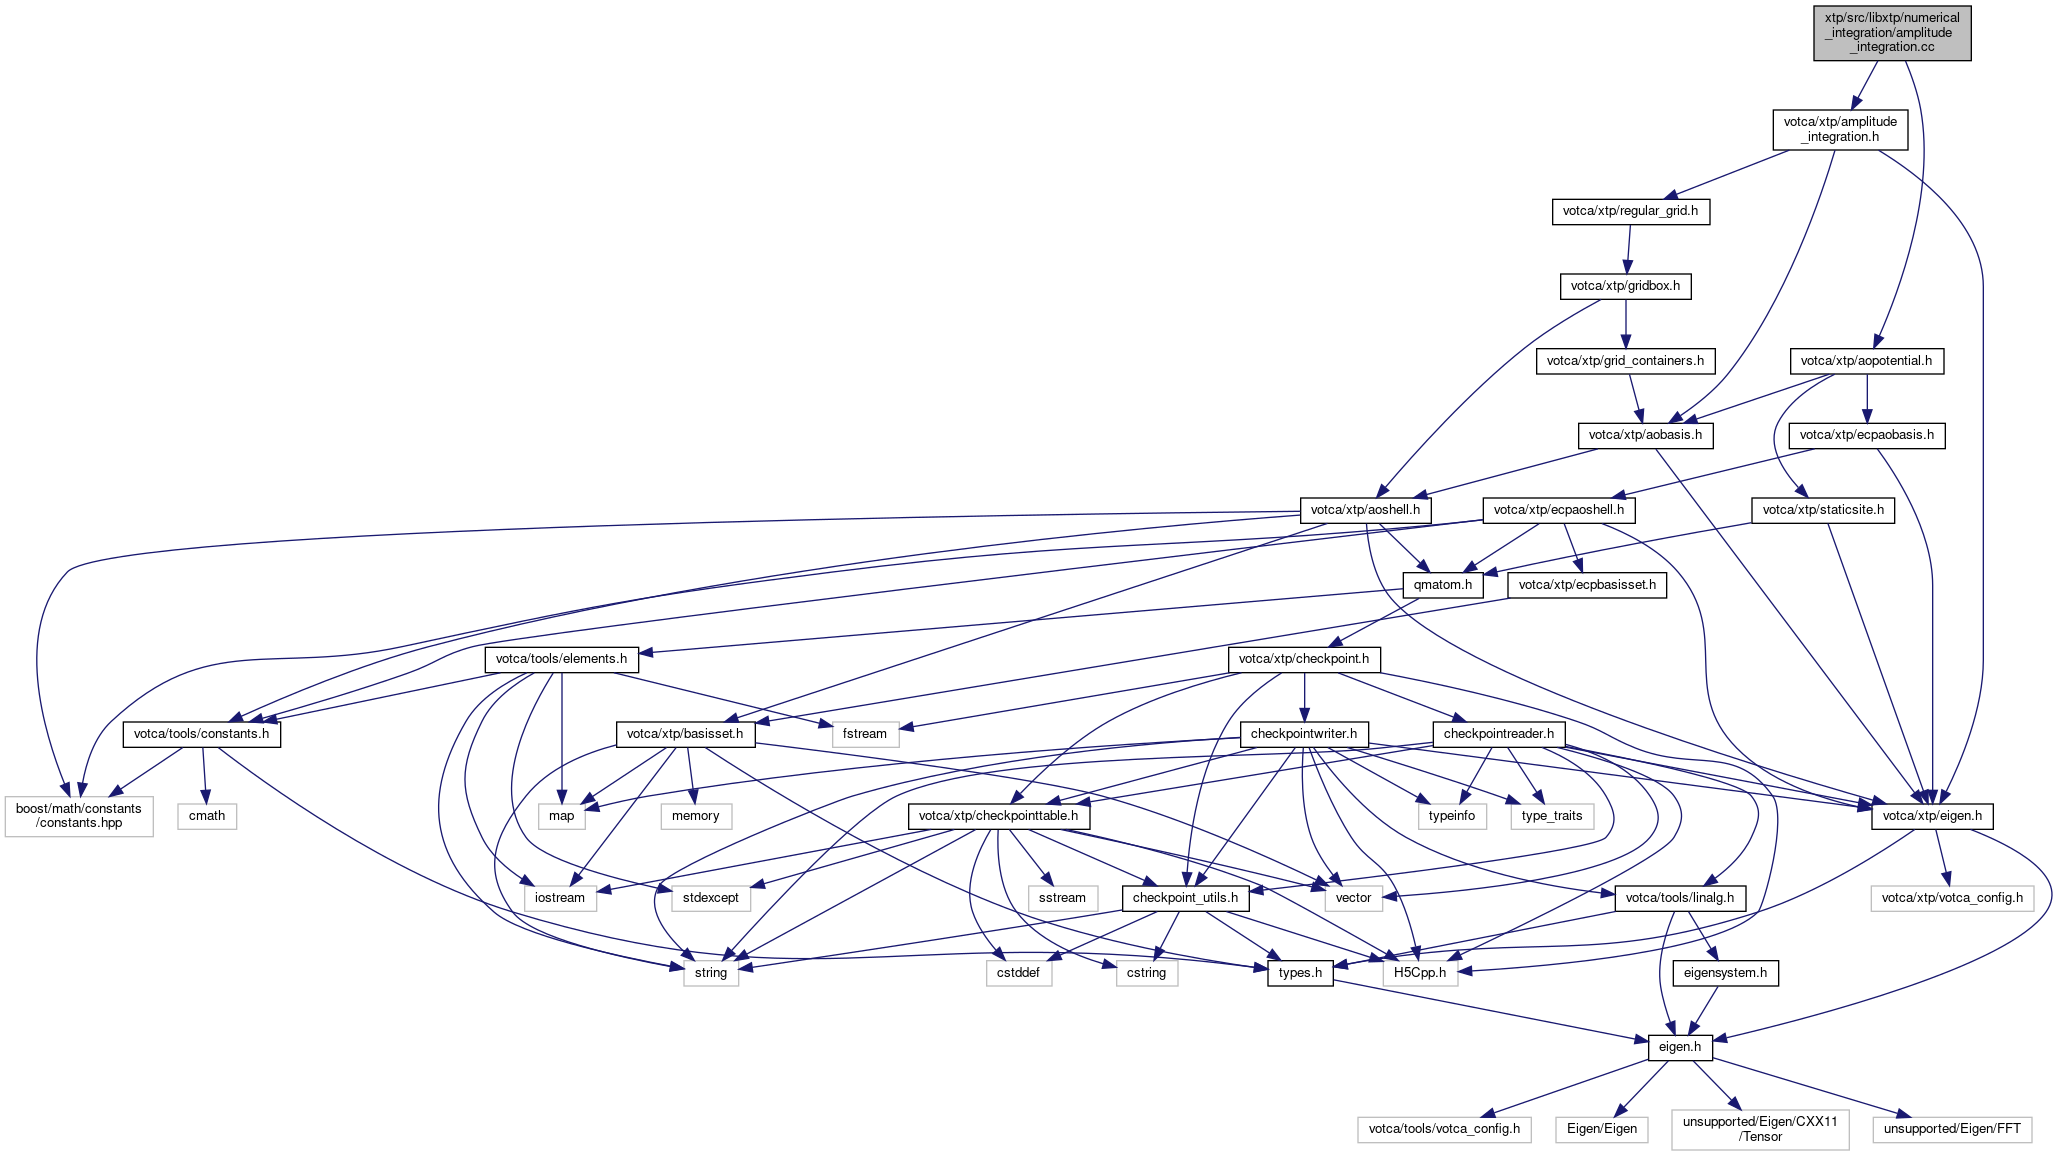 xtp/src/libxtp/numerical
_integration/amplitude
_integration.cc
votca/xtp/amplitude
_integration.h
votca/xtp/regular_grid.h
votca/xtp/gridbox.h
votca/xtp/grid_containers.h
votca/xtp/aopotential.h
votca/xtp/aobasis.h
votca/xtp/ecpaobasis.h
votca/xtp/aoshell.h
votca/xtp/ecpaoshell.h
votca/xtp/staticsite.h
qmatom.h
votca/xtp/ecpbasisset.h
votca/tools/elements.h
votca/xtp/checkpoint.h
votca/tools/constants.h
votca/xtp/basisset.h
fstream
checkpointwriter.h
checkpointreader.h
boost/math/constants
/constants.hpp
cmath
map
memory
votca/xtp/checkpointtable.h
typeinfo
type_traits
votca/xtp/eigen.h
iostream
stdexcept
sstream
checkpoint_utils.h
vector
votca/tools/linalg.h
votca/xtp/votca_config.h
string
cstddef
cstring
types.h
H5Cpp.h
eigensystem.h
eigen.h
votca/tools/votca_config.h
Eigen/Eigen
unsupported/Eigen/CXX11
/Tensor
unsupported/Eigen/FFT